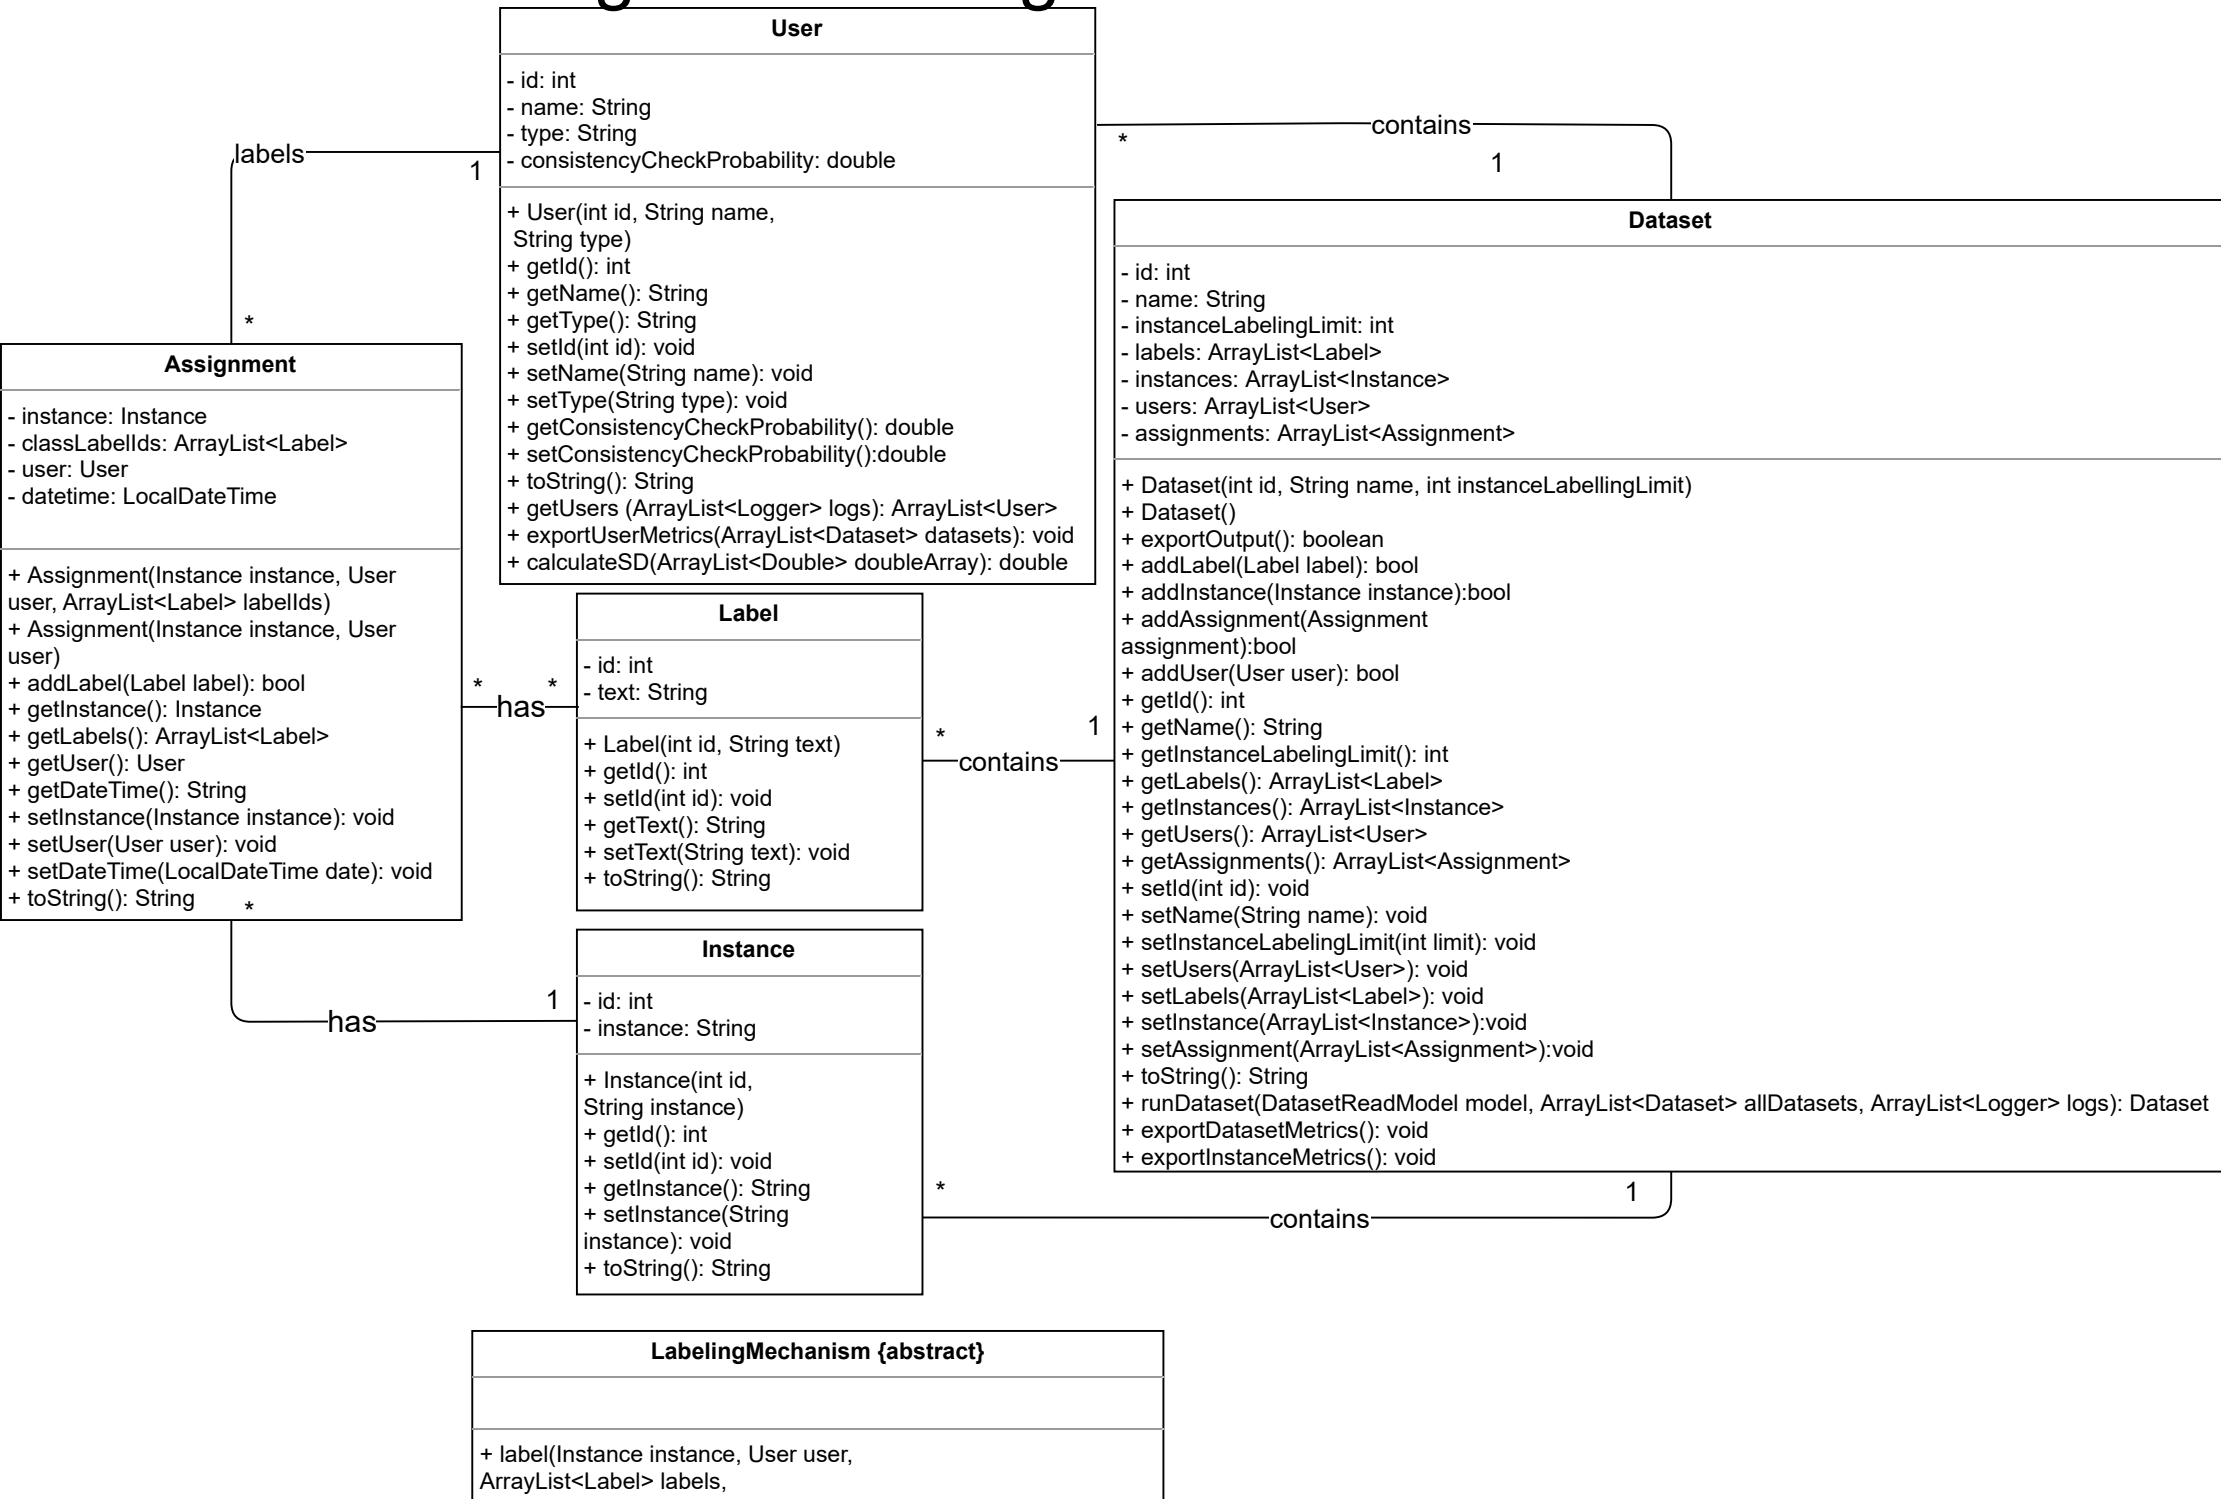 User
- id: int
- name: String
- type: String
- consistencyCheckProbability: double
+ User(int id, String name,
String type)
+ getId(): int
+ getName(): String
+ getType(): String
+ setId(int id): void
+ setName(String name): void
+ setType(String type): void
+ getConsistencyCheckProbability(): double
+ setConsistencyCheckProbability():double
+ toString(): String
+ getUsers (ArrayList<Logger> logs): ArrayList<User>
+ exportUserMetrics(ArrayList<Dataset> datasets): void
+ calculateSD(ArrayList<Double> doubleArray): double
labels
1
*
contains
*
1
Assignment
- instance: Instance
- classLabelIds: ArrayList<Label>
- user: User
- datetime: LocalDateTime
+ Assignment(Instance instance, User
user, ArrayList<Label> labelIds)
+ Assignment(Instance instance, User
user)
+ addLabel(Label label): bool
+ getInstance(): Instance
+ getLabels(): ArrayList<Label>
+ getUser(): User
+ getDateTime(): String
+ setInstance(Instance instance): void
+ setUser(User user): void
+ setDateTime(LocalDateTime date): void
+ toString(): String
*
* has *
Label
- id: int
- text: String
+ Label(int id, String text)
+ getId(): int
+ setId(int id): void
+ getText(): String
+ setText(String text): void
+ toString(): String
* contains 1
Dataset
- id: int
- name: String
- instanceLabelingLimit: int
- labels: ArrayList<Label>
- instances: ArrayList<Instance>
- users: ArrayList<User>
- assignments: ArrayList<Assignment>
+ Dataset(int id, String name, int instanceLabellingLimit)
+ Dataset()
+ exportOutput(): boolean
+ addLabel(Label label): bool
+ addInstance(Instance instance):bool
+ addAssignment(Assignment
assignment):bool
+ addUser(User user): bool
+ getId(): int
+ getName(): String
+ getInstanceLabelingLimit(): int
+ getLabels(): ArrayList<Label>
+ getInstances(): ArrayList<Instance>
+ getUsers(): ArrayList<User>
+ getAssignments(): ArrayList<Assignment>
+ setId(int id): void
+ setName(String name): void
+ setInstanceLabelingLimit(int limit): void
+ setUsers(ArrayList<User>): void
+ setLabels(ArrayList<Label>): void
+ setInstance(ArrayList<Instance>):void
+ setAssignment(ArrayList<Assignment>):void
+ toString(): String
+ runDataset(DatasetReadModel model, ArrayList<Dataset> allDatasets, ArrayList<Logger> logs): Dataset
+ exportDatasetMetrics(): void
+ exportInstanceMetrics(): void
has
1
Instance
- id: int
- instance: String
+ Instance(int id,
String instance)
+ getId(): int
+ setId(int id): void
+ getInstance(): String
+ setInstance(String
instance): void
+ toString(): String
*
contains
1
LabelingMechanism {abstract}
+ label(Instance instance, User user,
ArrayList<Label> labels,